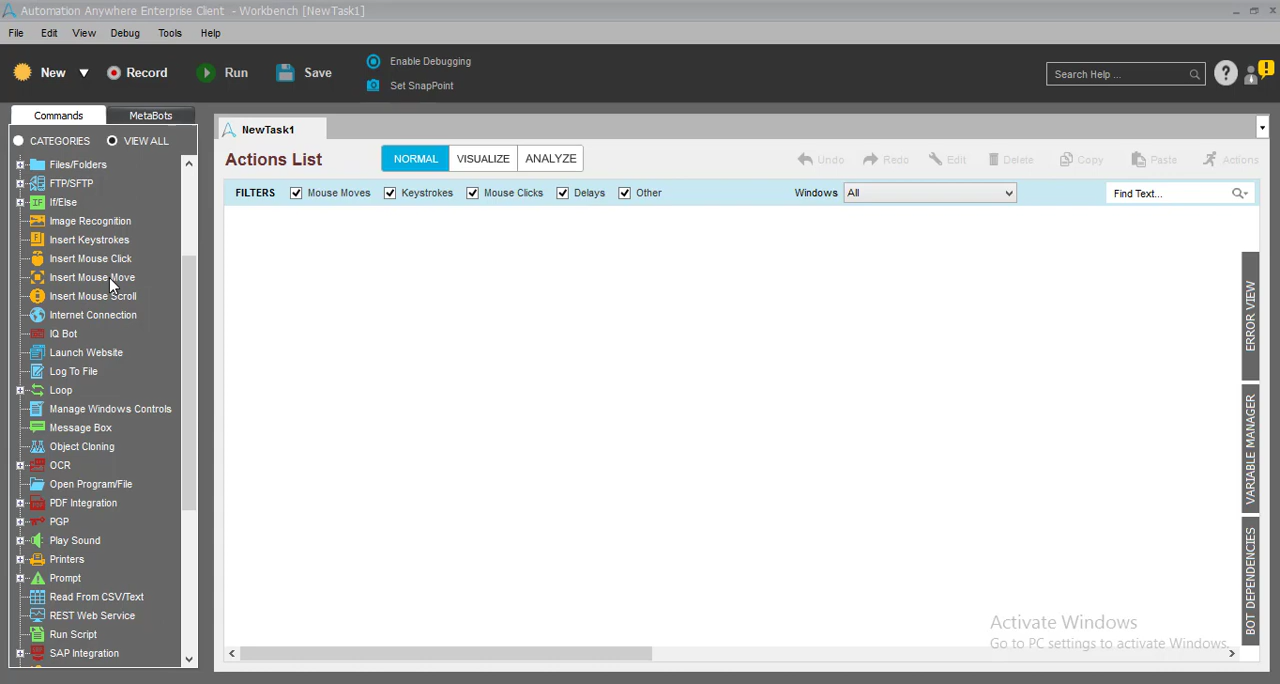 Automation Anywhere Enterprise Client - Workbench [NewTask1]
File Edit View Debug Tools Help
New Record Run Save
Enable Debugging
Set SnapPoint
Search Help ...
Commands MetaBots
CATEGORIES VIEW ALL
Files/Folders
FTP/SFTP
If/Else
Image Recognition
Insert Keystrokes
Insert Mouse Click
Insert Mouse Move
Insert Mouse Scroll
Internet Connection
IQ Bot
Launch Website
Log To File
Loop
Manage Windows Controls
Message Box
Object Cloning
OCR
Open Program/File
PDF Integration
PGP
Play Sound
Printers
Prompt
Read From CSV/Text
REST Web Service
Run Script
SAP Integration
NewTask1
Actions List
NORMAL VISUALIZE ANALYZE
Undo Redo Edit Delete Copy Paste Actions
FILTERS Mouse Moves Keystrokes Mouse Clicks Delays Other
Windows All
Find Text...
ERROR VIEW
VARIABLE MANAGER
BOT DEPENDENCIES
Activate Windows
Go to PC settings to activate Windows.